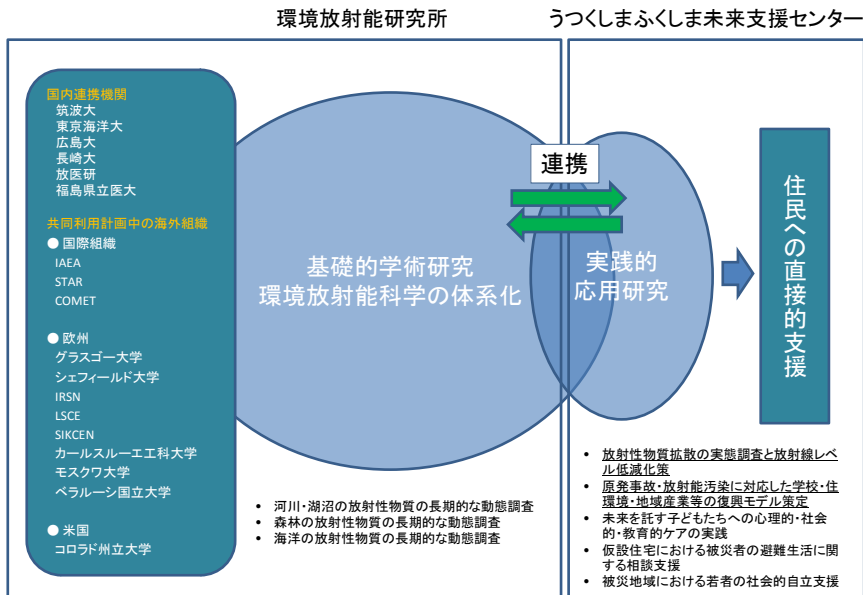 環境放射能研究所
うつくしまふくしま未来支援センター
国内連携機関
筑波大
東京海洋大
広島大
長崎大
放医研
福島県立医大
共同利用計画中の海外組織
● 国際組織
IAEA
STAR
COMET
● 欧州
グラスゴー大学
シェフィールド大学
IRSN
LSCE
SIKCEN
カールスルーエ工科大学
モスクワ大学
ベラルーシ国立大学
● 米国
コロラド州立大学
基礎的学術研究
環境放射能科学の体系化
• 河川・湖沼の放射性物質の長期的な動態調査
• 森林の放射性物質の長期的な動態調査
• 海洋の放射性物質の長期的な動態調査
連携
実践的
応用研究
住民への直接的支援
• 放射性物質拡散の実態調査と放射線レベ
ル低減化策
• 原発事故・放射能汚染に対応した学校・住
環境・地域産業等の復興モデル策定
• 未来を託す子どもたちへの心理的・社会
的・教育的ケアの実践
• 仮設住宅における被災者の避難生活に関
する相談支援
• 被災地域における若者の社会的自立支援